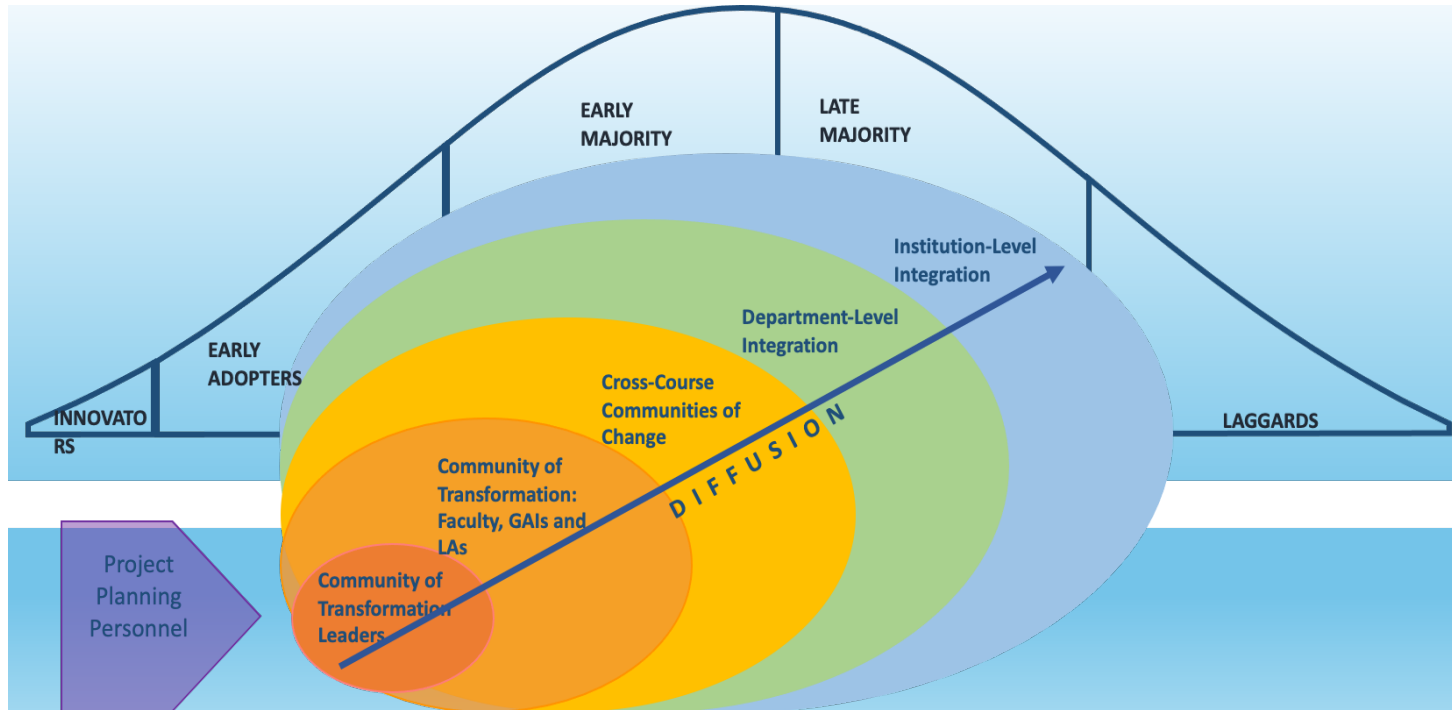 EARLY
MAJORITY
LATE
MAJORITY
EARLY
ADOPTERS
INNOVATO
RS
LAGGARDS
Institution-Level
Integration
Department-Level
Integration
Cross-Course
Communities of
Change
Community of
Transformation:
Faculty, GAIs and
LAs
Community of
Transformation
Leaders
DIFFUSION
Project
Planning
Personnel